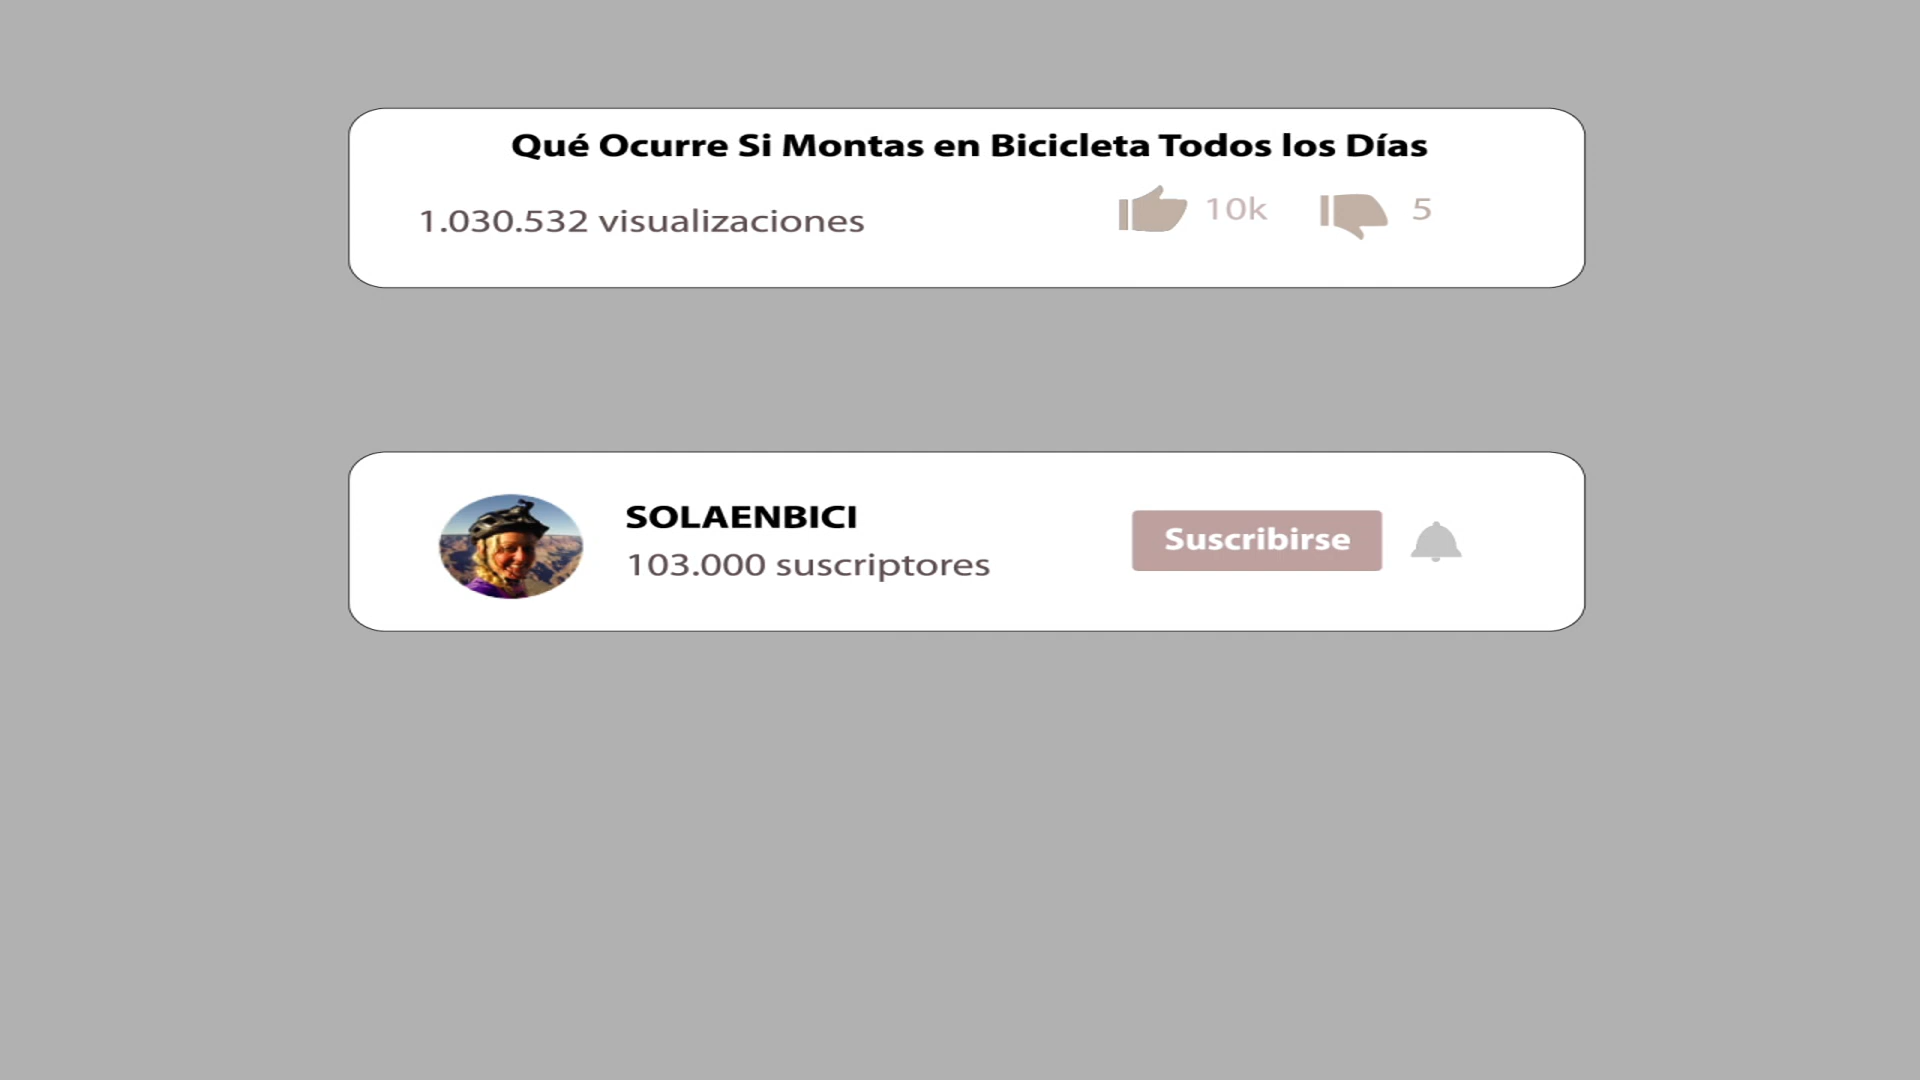 Qué Ocurre Si Montas en Bicicleta Todos los Días
1.030.532 visualizaciones 10k 5
SOLAENBICI
103.000 suscriptores
Suscribirse